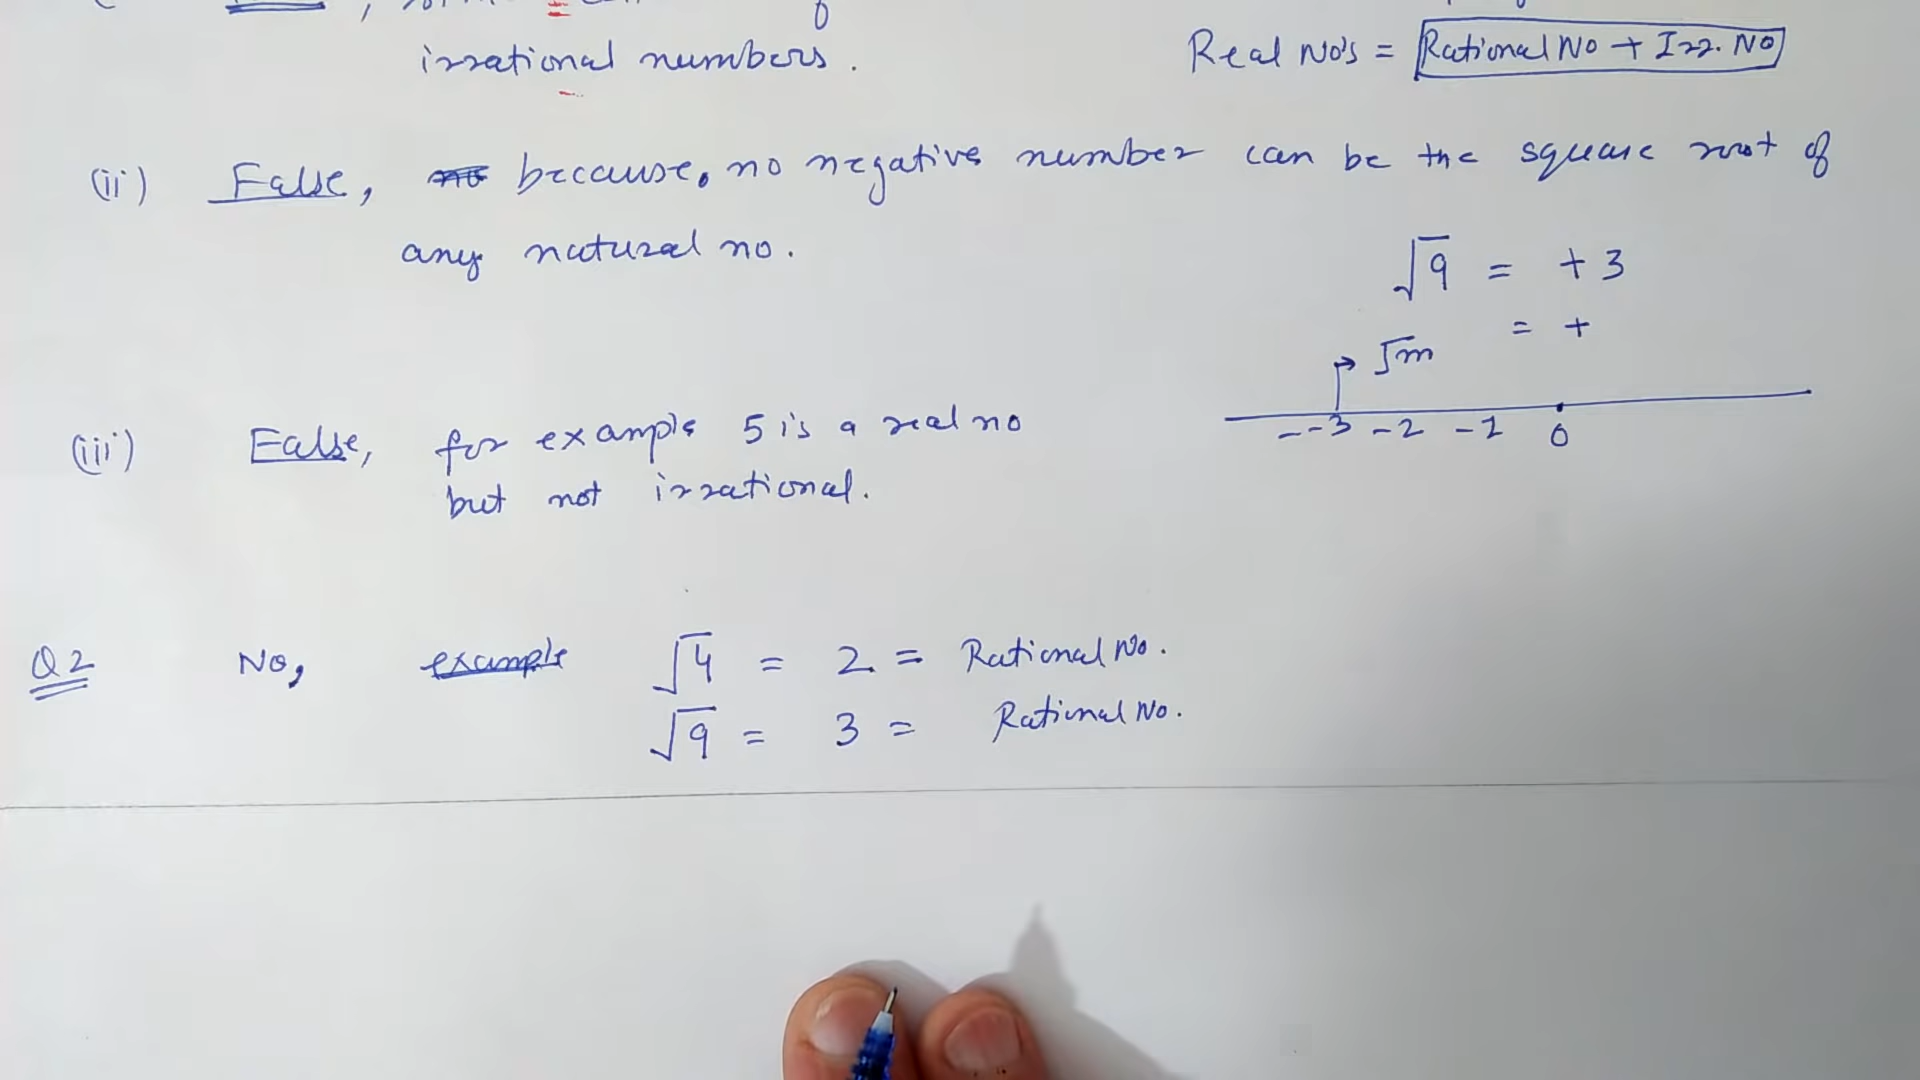 irrational numbers.
Real No's = Rational No + Irr. No
(ii) False, no because, no negative number can be the square root of
any natural no.
√9 = +3
= +
√m
(iii) False, for example 5 is a real no
but not irrational.
--3 -2 -1 0
Q2 No, example √4 = 2 = Rational No.
√9 = 3 = Rational No.